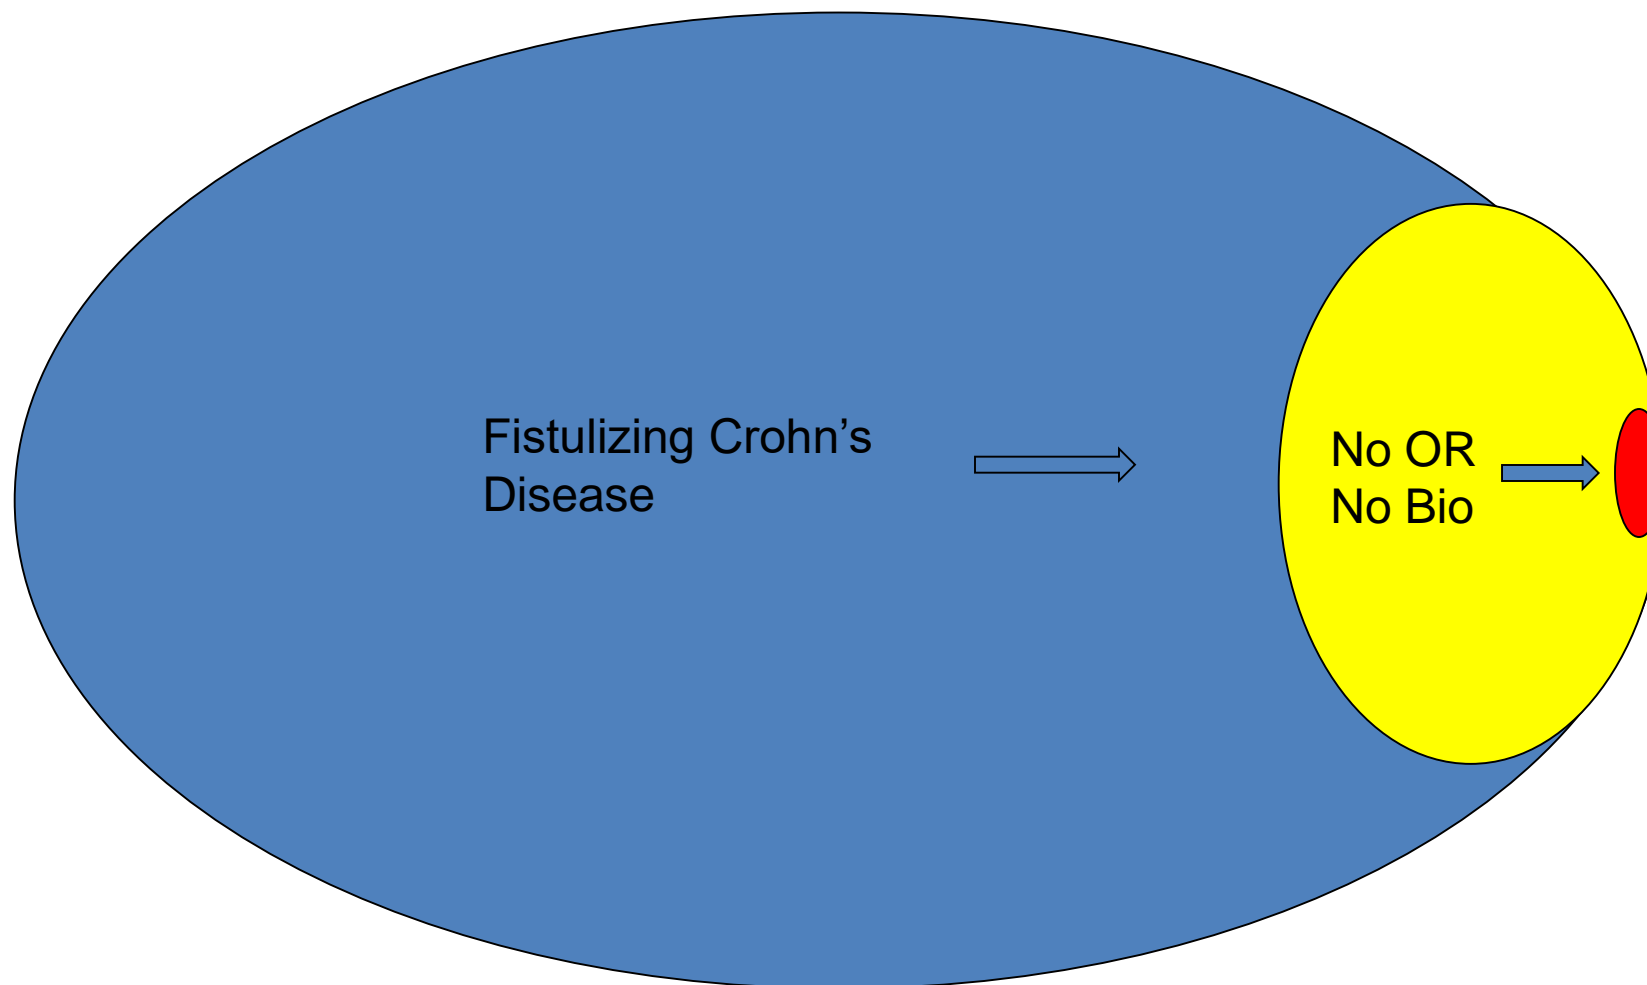 Fistulizing Crohn’s
Disease
No OR
No Bio